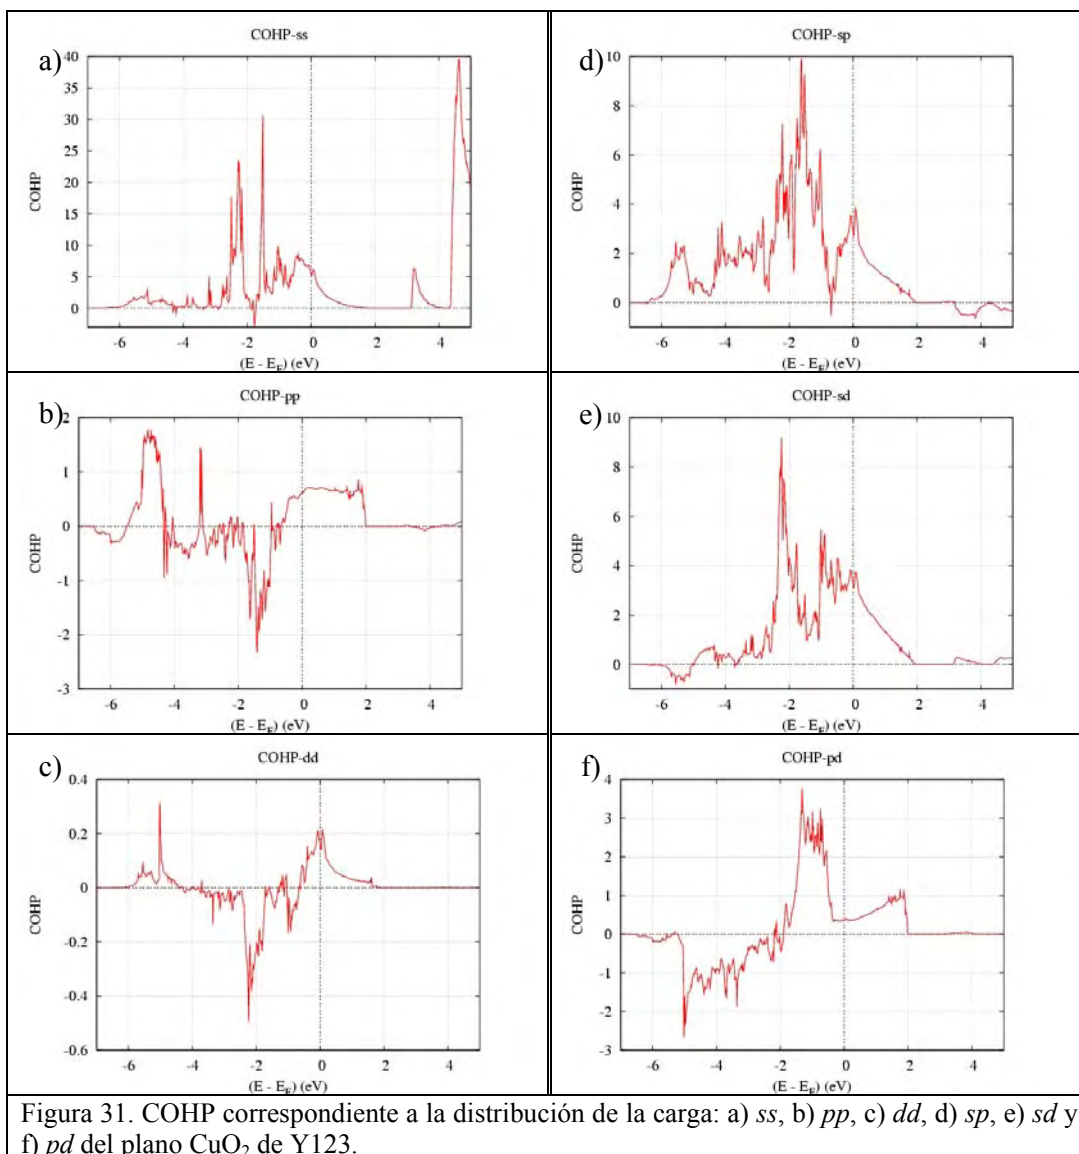 a)
COHP-ss
40
35
30
25
20
15
10
5
0
COHP
-6 -4 -2 0 2 4
(E - E_F) (eV)
d)
COHP-sp
10
8
6
4
2
0
COHP
-6 -4 -2 0 2 4
(E - E_F) (eV)
b)
COHP-pp
2
1
0
-1
-2
-3
COHP
-6 -4 -2 0 2 4
(E - E_F) (eV)
e)
COHP-sd
10
8
6
4
2
0
COHP
-6 -4 -2 0 2 4
(E - E_F) (eV)
c)
COHP-dd
0.4
0.2
0
-0.2
-0.4
-0.6
COHP
-6 -4 -2 0 2 4
(E - E_F) (eV)
f)
COHP-pd
4
3
2
1
0
-1
-2
-3
COHP
-6 -4 -2 0 2 4
(E - E_F) (eV)
Figura 31. COHP correspondiente a la distribución de la carga: a) ss, b) pp, c) dd, d) sp, e) sd y
f) pd del plano CuO₂ de Y123.